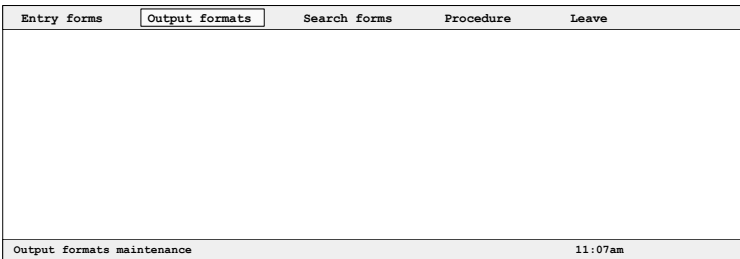 Entry forms Output formats Search forms Procedure Leave
Output formats maintenance 11:07am